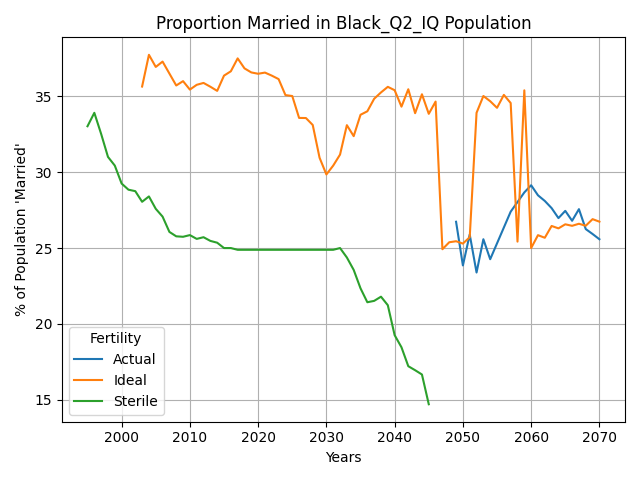 Proportion Married in Black_Q2_IQ Population
% of Population 'Married'
35
30
25
20
15
Fertility
Actual
Ideal
Sterile
2000 2010 2020 2030 2040 2050 2060 2070
Years